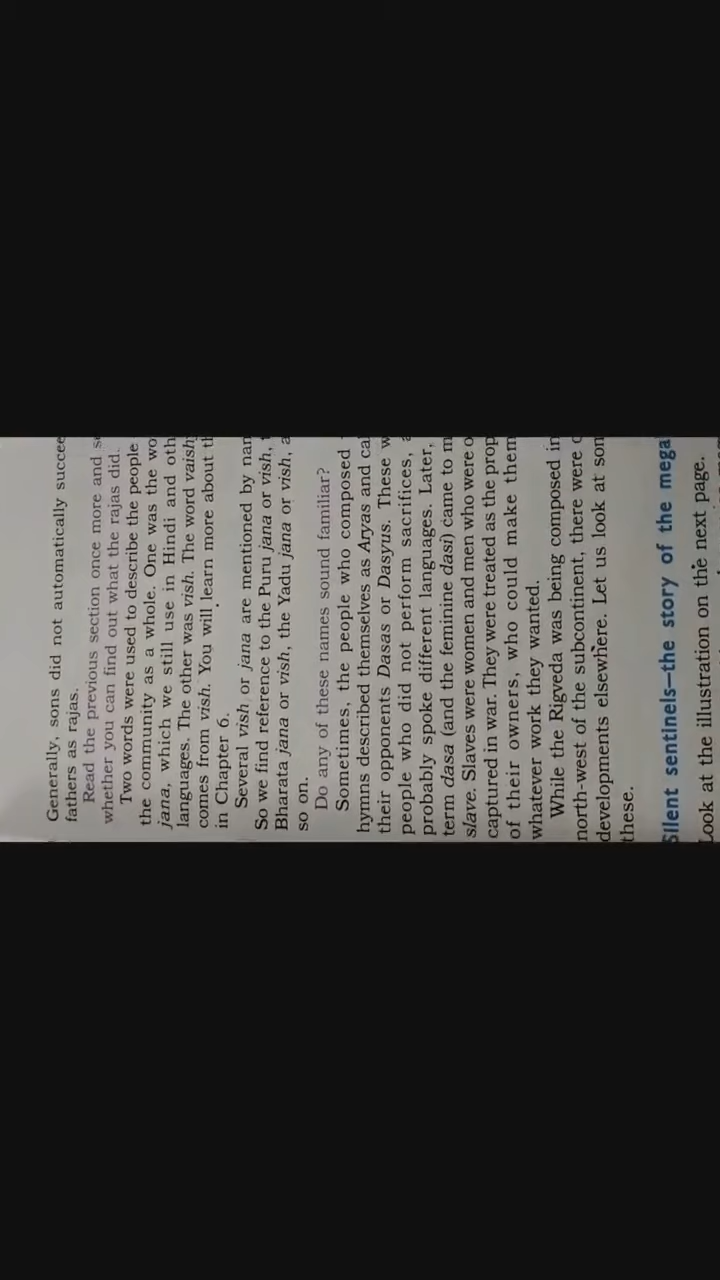 Generally, sons did not automatically
fathers as rajas.
Read the previous section once more and
whether you can find out what the rajas did.
Two words were used to describe the people
the community as a whole. One was the
jana, which we still use in Hindi and
languages. The other was vish. The word
comes from vish. You will learn more about
in Chapter 6.
Several vish or jana are mentioned by
So we find reference to the Puru jana or vish,
Bharata jana or vish, the Yadu jana or vish,
so on.
Do any of these names sound familiar?
Sometimes, the people who composed
hymns described themselves as Aryas and
their opponents Dasas or Dasyus. These
people who did not perform sacrifices,
probably spoke different languages. Later,
term dasa (and the feminine dasi) came to
slave. Slaves were women and men who were
captured in war. They were treated as the
of their owners, who could make them
whatever work they wanted.
While the Rigveda was being composed in
north-west of the subcontinent, there were
developments elsewhere. Let us look at
these.
Silent sentinels—the story of the
Look at the illustration on the next page.